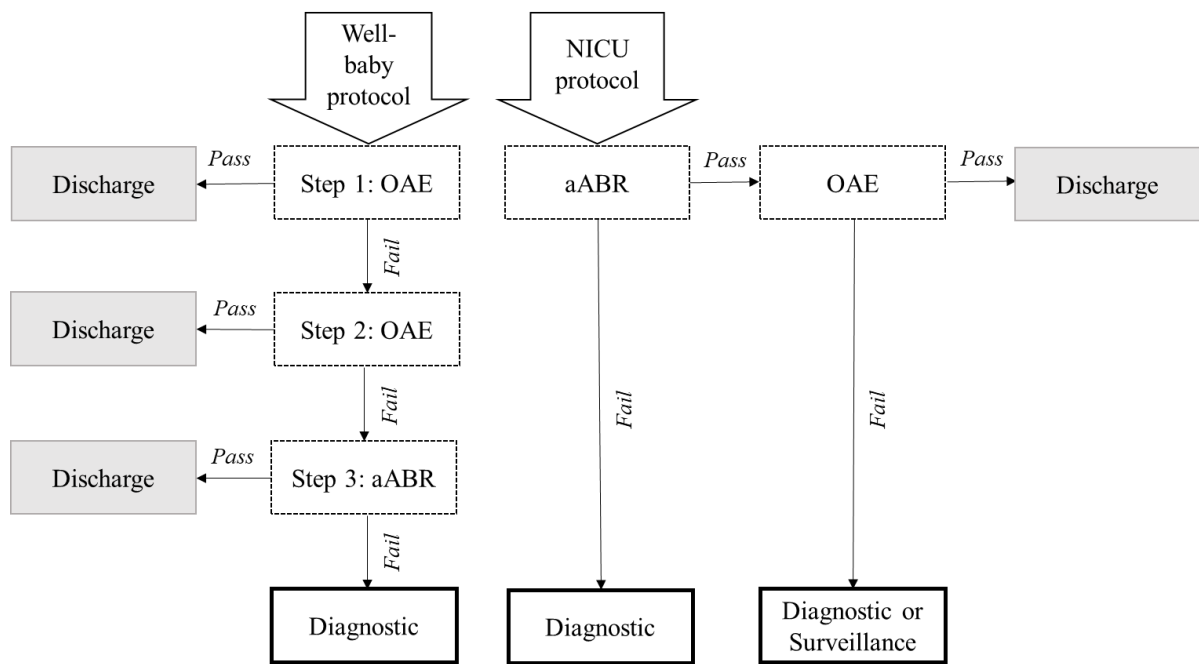 Well-
baby
protocol
NICU
protocol
Discharge
Pass
Step 1: OAE
aABR
Pass
OAE
Pass
Discharge
Fail
Discharge
Pass
Step 2: OAE
Fail
Fail
Fail
Discharge
Pass
Step 3: aABR
Fail
Diagnostic
Diagnostic
Diagnostic or
Surveillance